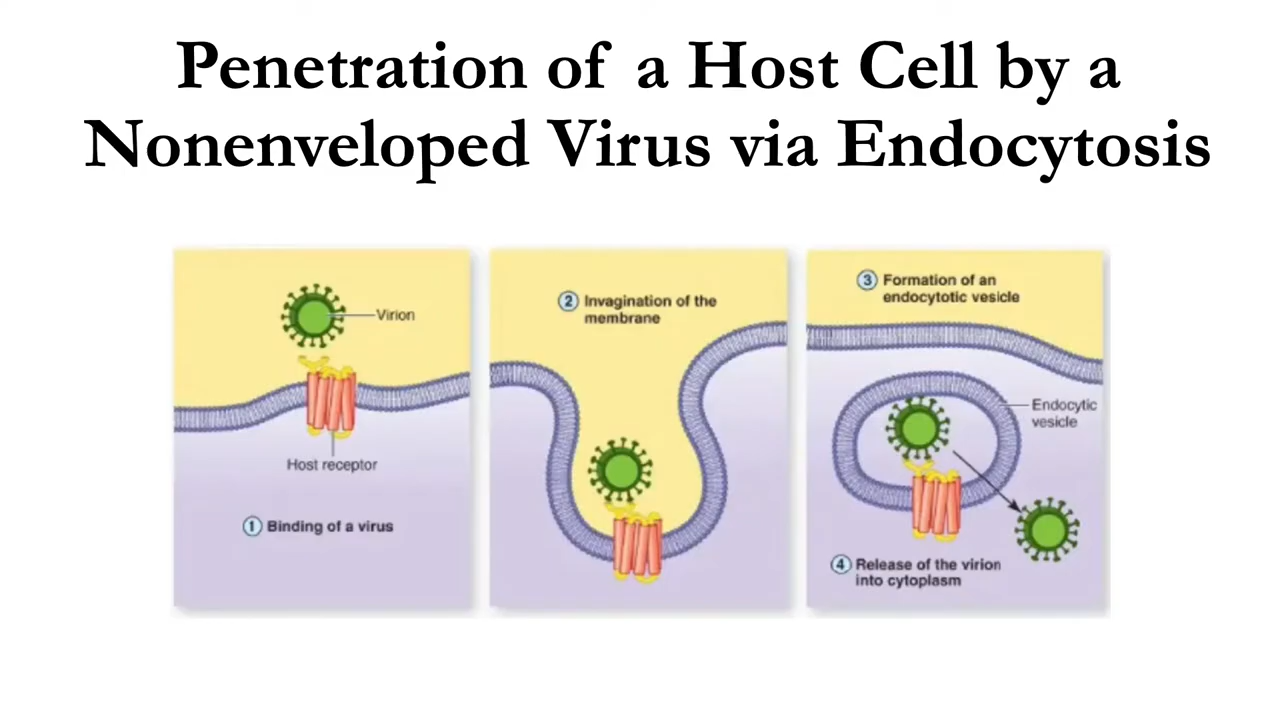 Penetration of a Host Cell by a
Nonenveloped Virus via Endocytosis
Virion
Host receptor
1 Binding of a virus
2 Invagination of the
membrane
3 Formation of an
endocytotic vesicle
Endocytic
vesicle
4 Release of the virion
into cytoplasm